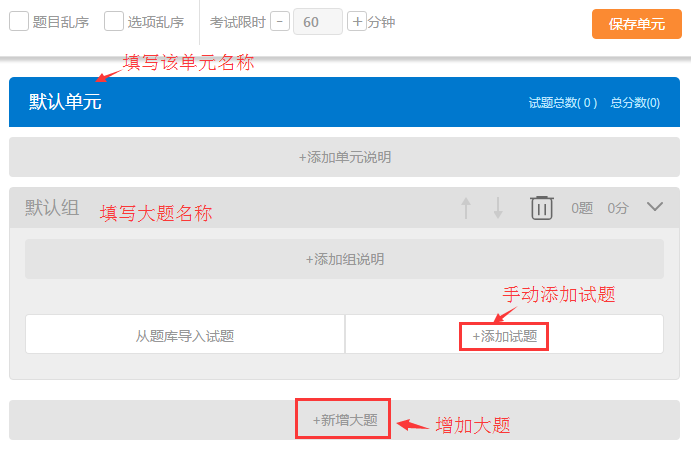 题目乱序 选项乱序 考试限时 - 60 + 分钟 保存单元
填写该单元名称
默认单元 试题总数( 0 ) 总分数(0)
+添加单元说明
默认组 填写大题名称 0题 0分
+添加组说明
手动添加试题
从题库导入试题 +添加试题
+新增大题 增加大题